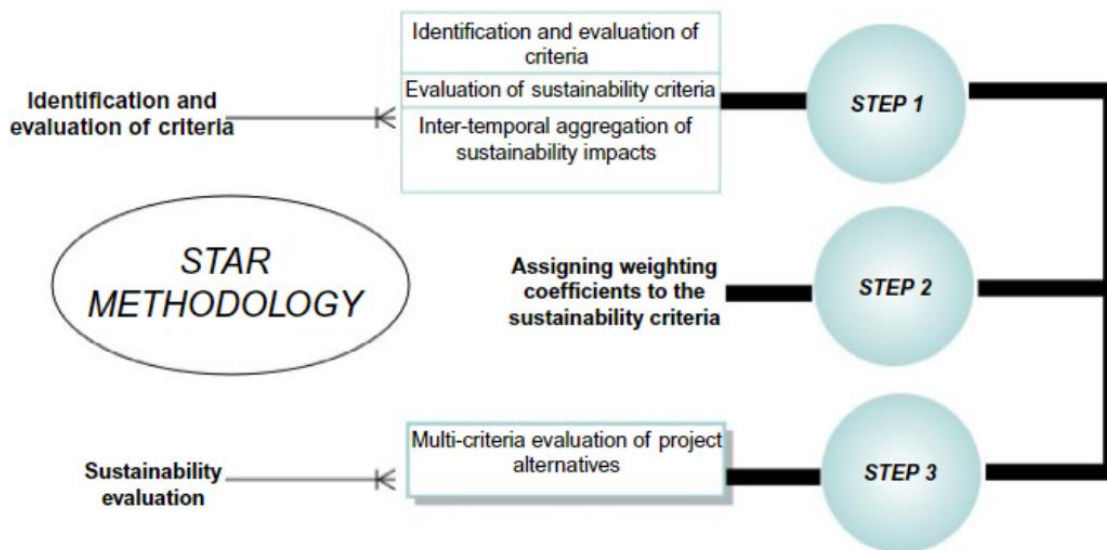 Identification and evaluation of
criteria
Evaluation of sustainability criteria
Inter-temporal aggregation of
sustainability impacts
Identification and
evaluation of criteria
STEP 1
STAR
METHODOLOGY
Assigning weighting
coefficients to the
sustainability criteria
STEP 2
Multi-criteria evaluation of project
alternatives
Sustainability
evaluation
STEP 3